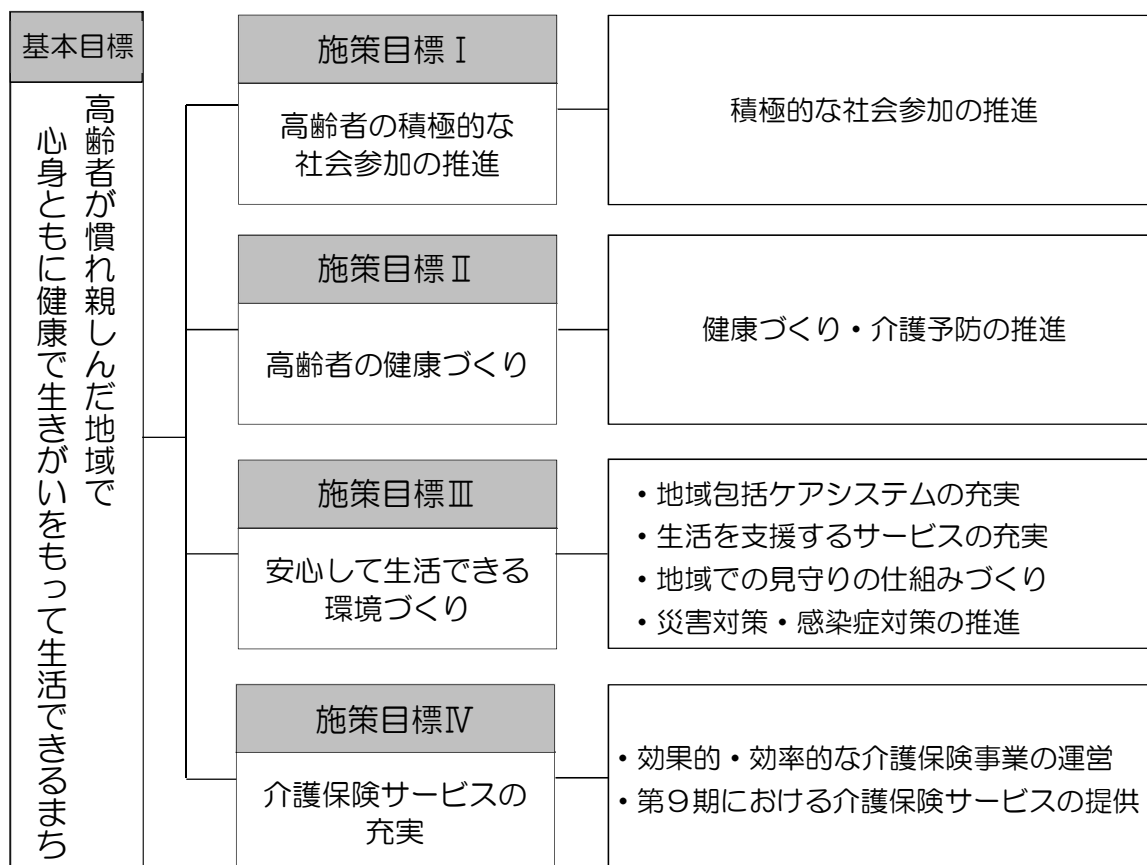 基本目標
高齢者が慣れ親しんだ地域で
心身ともに健康で生きがいをもって生活できるまち
施策目標Ⅰ
高齢者の積極的な
社会参加の推進
積極的な社会参加の推進
施策目標Ⅱ
高齢者の健康づくり
健康づくり・介護予防の推進
施策目標Ⅲ
安心して生活できる
環境づくり
・地域包括ケアシステムの充実
・生活を支援するサービスの充実
・地域での見守りの仕組みづくり
・災害対策・感染症対策の推進
施策目標Ⅳ
介護保険サービスの
充実
・効果的・効率的な介護保険事業の運営
・第９期における介護保険サービスの提供